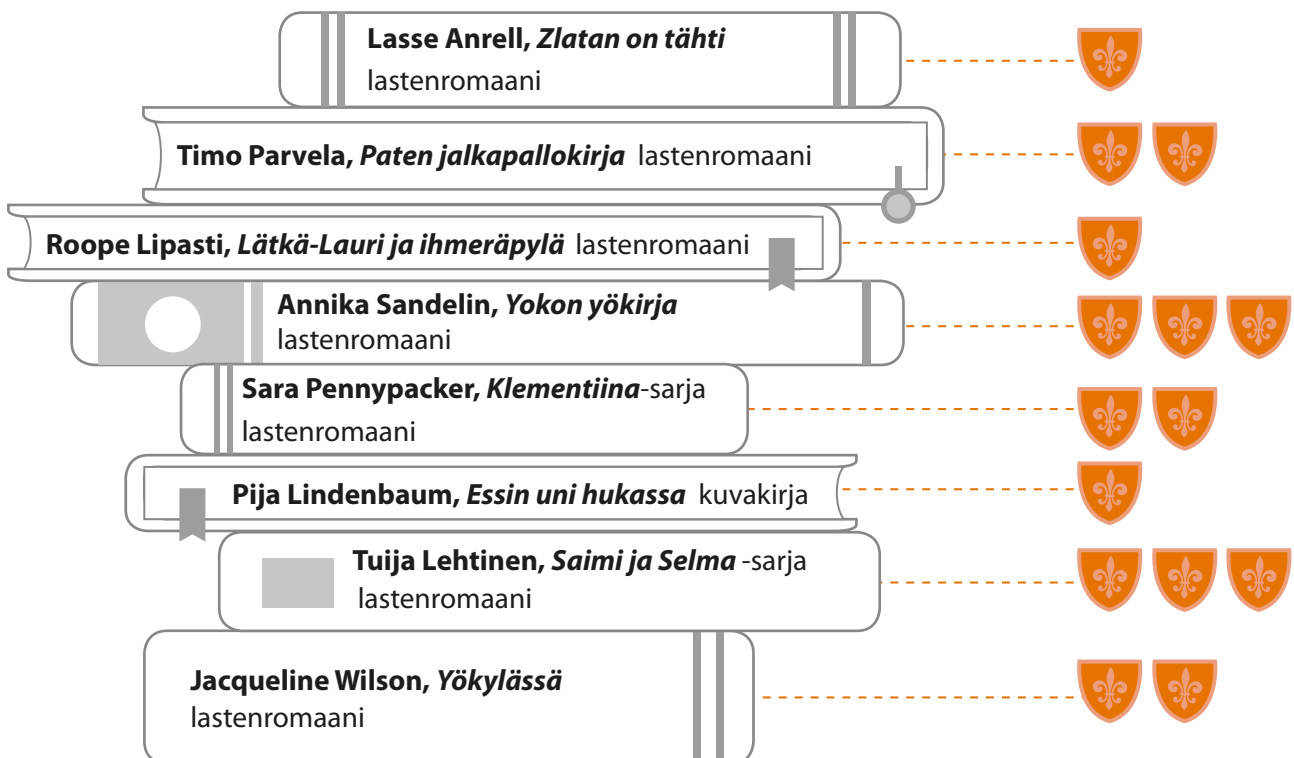 Lasse Anrell, Zlatan on tähti
lastenromaani
Timo Parvela, Paten jalkapallokirja lastenromaani
Roope Lipasti, Lätkä-Lauri ja ihmeräpylä lastenromaani
Annika Sandelin, Yokon yökirja
lastenromaani
Sara Pennypacker, Klementiina-sarja
lastenromaani
Pija Lindenbaum, Essin uni hukassa kuvakirja
Tuija Lehtinen, Saimi ja Selma -sarja
lastenromaani
Jacqueline Wilson, Yökylässä
lastenromaani